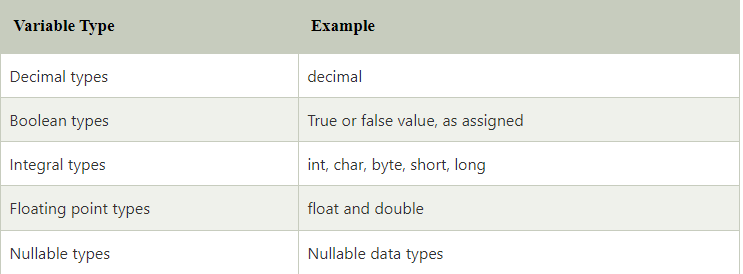 Variable Type Example
Decimal types decimal
Boolean types True or false value, as assigned
Integral types int, char, byte, short, long
Floating point types float and double
Nullable types Nullable data types